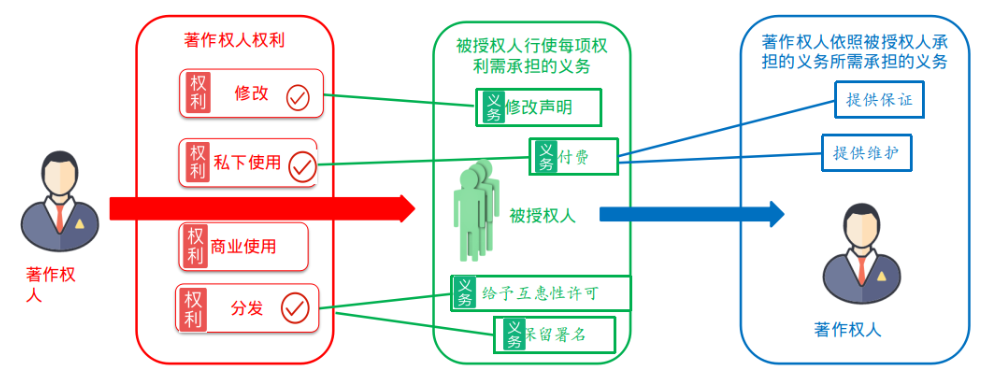 著作权人权利
权利
修改
权利
私下使用
权利
商业使用
权利
分发
著作权
人
被授权人行使每项权
利需承担的义务
义务
修改声明
义务
付费
被授权人
义务
给予互惠性许可
义务
保留署名
著作权人依照被授权人承
担的义务所需承担的义务
提供保证
提供维护
著作权人